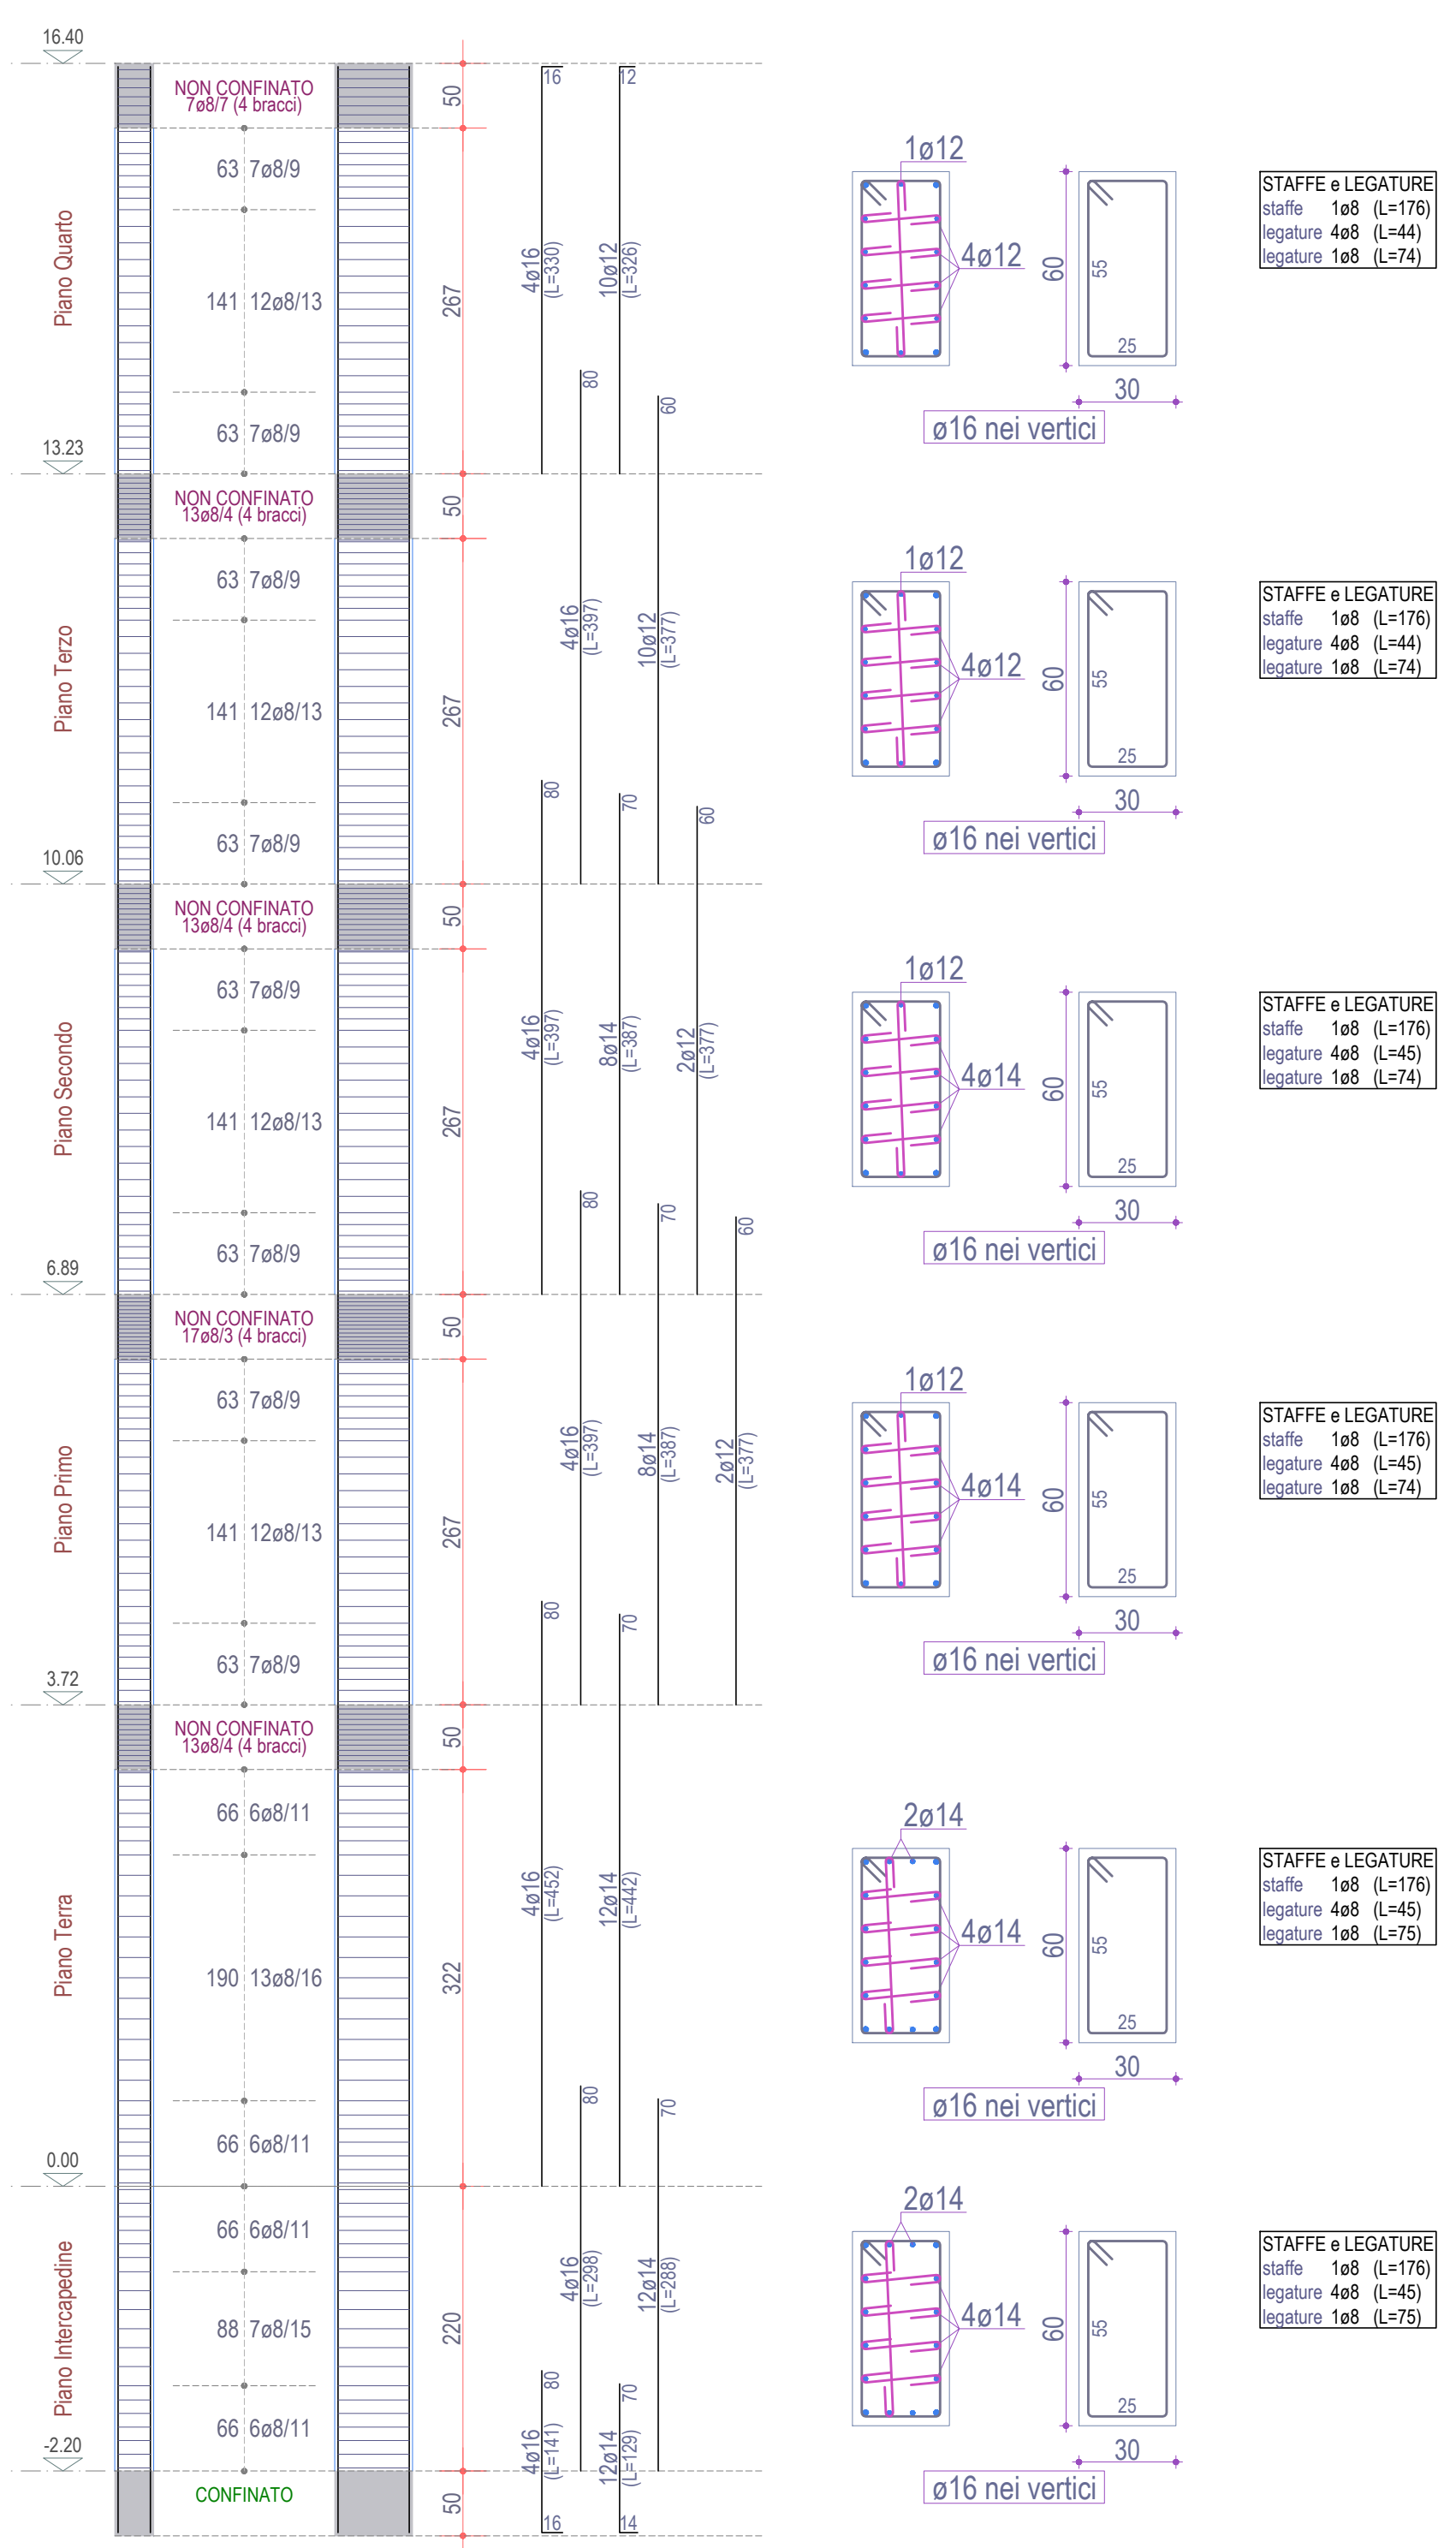 16.40
NON CONFINATO
7ø8/7 (4 bracci)
50
16
12
Piano Quarto
63 7ø8/9
141 12ø8/13
63 7ø8/9
267
4ø16
(L=330)
10ø12
(L=326)
80
60
1ø12
4ø12
60
55
25
30
ø16 nei vertici
STAFFE e LEGATURE
staffe 1ø8 (L=176)
legature 4ø8 (L=44)
legature 1ø8 (L=74)
13.23
NON CONFINATO
13ø8/4 (4 bracci)
50
Piano Terzo
63 7ø8/9
141 12ø8/13
63 7ø8/9
267
4ø16
(L=397)
10ø12
(L=377)
80
70
60
1ø12
4ø12
60
55
25
30
ø16 nei vertici
STAFFE e LEGATURE
staffe 1ø8 (L=176)
legature 4ø8 (L=44)
legature 1ø8 (L=74)
10.06
NON CONFINATO
13ø8/4 (4 bracci)
50
Piano Secondo
63 7ø8/9
141 12ø8/13
63 7ø8/9
267
4ø16
(L=397)
8ø14
(L=387)
2ø12
(L=377)
80
70
60
1ø12
4ø14
60
55
25
30
ø16 nei vertici
STAFFE e LEGATURE
staffe 1ø8 (L=176)
legature 4ø8 (L=45)
legature 1ø8 (L=74)
6.89
NON CONFINATO
17ø8/3 (4 bracci)
50
Piano Primo
63 7ø8/9
141 12ø8/13
63 7ø8/9
267
4ø16
(L=397)
8ø14
(L=387)
2ø12
(L=377)
80
70
1ø12
4ø14
60
55
25
30
ø16 nei vertici
STAFFE e LEGATURE
staffe 1ø8 (L=176)
legature 4ø8 (L=45)
legature 1ø8 (L=74)
3.72
NON CONFINATO
13ø8/4 (4 bracci)
50
Piano Terra
66 6ø8/11
190 13ø8/16
66 6ø8/11
322
4ø16
(L=452)
12ø14
(L=442)
80
70
2ø14
4ø14
60
55
25
30
ø16 nei vertici
STAFFE e LEGATURE
staffe 1ø8 (L=176)
legature 4ø8 (L=45)
legature 1ø8 (L=75)
0.00
Piano Intercapedine
66 6ø8/11
88 7ø8/15
66 6ø8/11
220
4ø16
(L=298)
12ø14
(L=288)
80
70
4ø16
(L=141)
12ø14
(L=129)
2ø14
4ø14
60
55
25
30
ø16 nei vertici
STAFFE e LEGATURE
staffe 1ø8 (L=176)
legature 4ø8 (L=45)
legature 1ø8 (L=75)
-2.20
CONFINATO
50
16
14